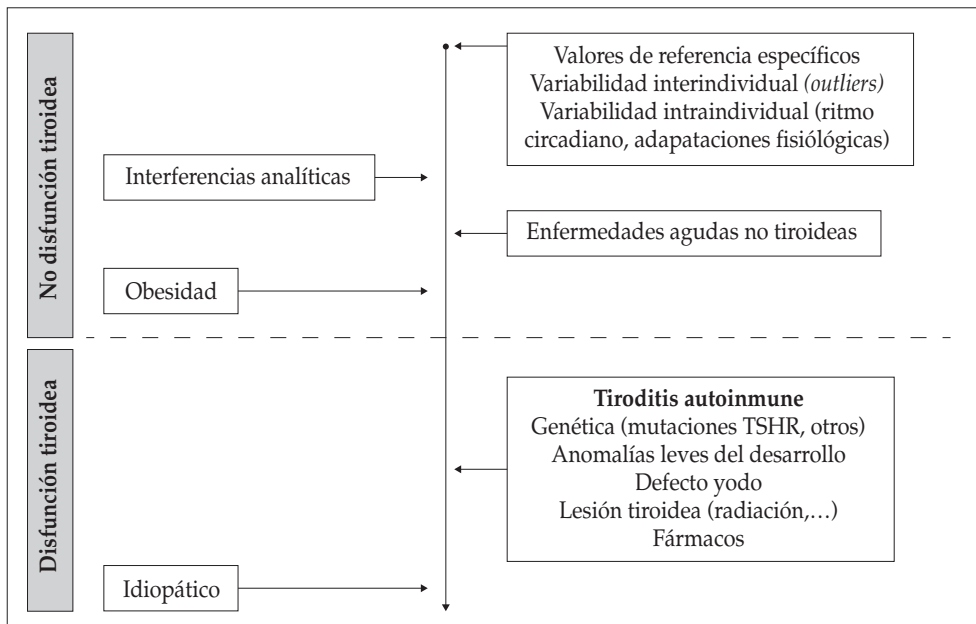 No disfunción tiroidea
Valores de referencia específicos
Variabilidad interindividual (outliers)
Variabilidad intraindividual (ritmo
circadiano, adapataciones fisiológicas)
Interferencias analíticas
Enfermedades agudas no tiroideas
Obesidad
Disfunción tiroidea
Tiroditis autoinmune
Genética (mutaciones TSHR, otros)
Anomalías leves del desarrollo
Defecto yodo
Lesión tiroidea (radiación,…)
Fármacos
Idiopático